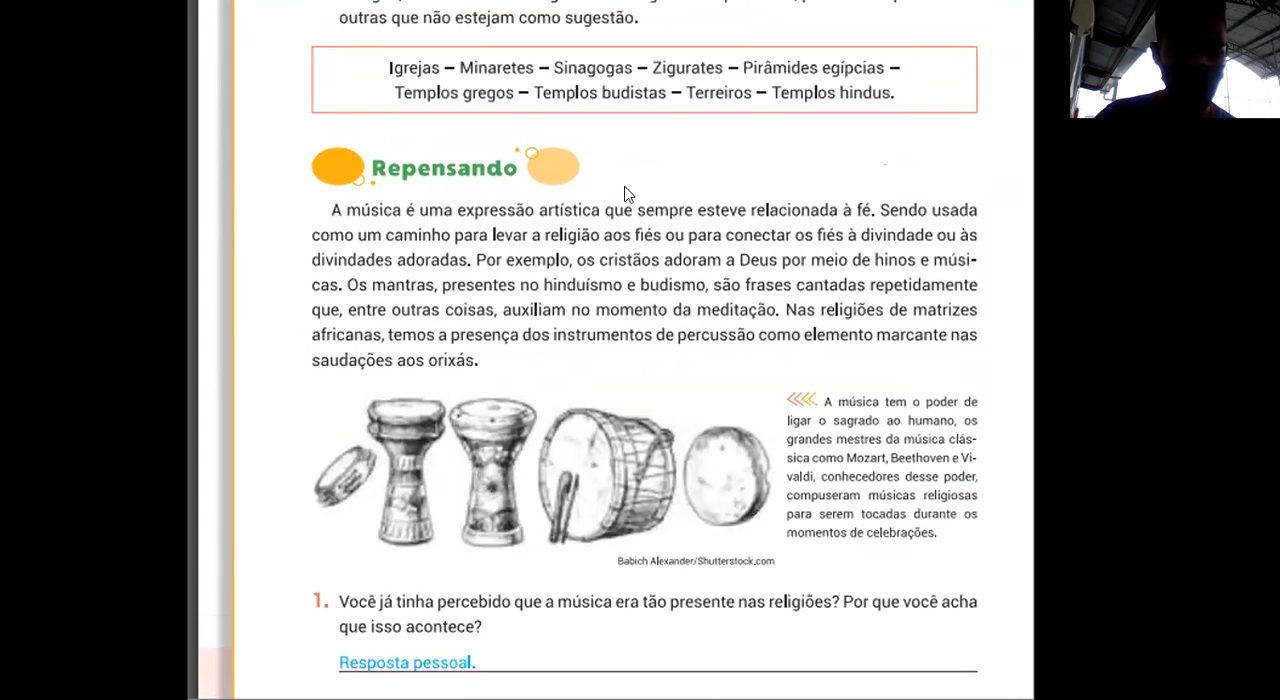 outras que não estejam como sugestão.
Igrejas – Minaretes – Sinagogas – Zigurates – Pirâmides egípcias –
Templos gregos – Templos budistas – Terreiros – Templos hindus.
Repensando
A música é uma expressão artística que sempre esteve relacionada à fé. Sendo usada
como um caminho para levar a religião aos fiés ou para conectar os fiés à divindade ou às
divindades adoradas. Por exemplo, os cristãos adoram a Deus por meio de hinos e músi-
cas. Os mantras, presentes no hinduísmo e budismo, são frases cantadas repetidamente
que, entre outras coisas, auxiliam no momento da meditação. Nas religiões de matrizes
africanas, temos a presença dos instrumentos de percussão como elemento marcante nas
saudações aos orixás.
A música tem o poder de
ligar o sagrado ao humano, os
grandes mestres da música clás-
sica como Mozart, Beethoven e Vi-
valdi, conhecedores desse poder,
compuseram músicas religiosas
para serem tocadas durante os
momentos de celebrações.
Babich Alexander/Shutterstock.com
1. Você já tinha percebido que a música era tão presente nas religiões? Por que você acha
que isso acontece?
Resposta pessoal.